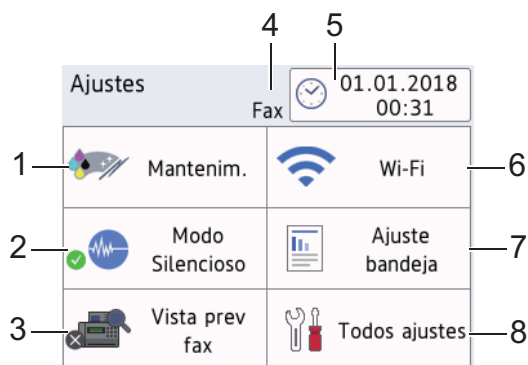 4
5
Ajustes
Fax
01.01.2018
00:31
1
Mantenim.
Wi-Fi
6
2
Modo
Silencioso
Ajuste
bandeja
7
3
Vista prev
fax
Todos ajustes
8